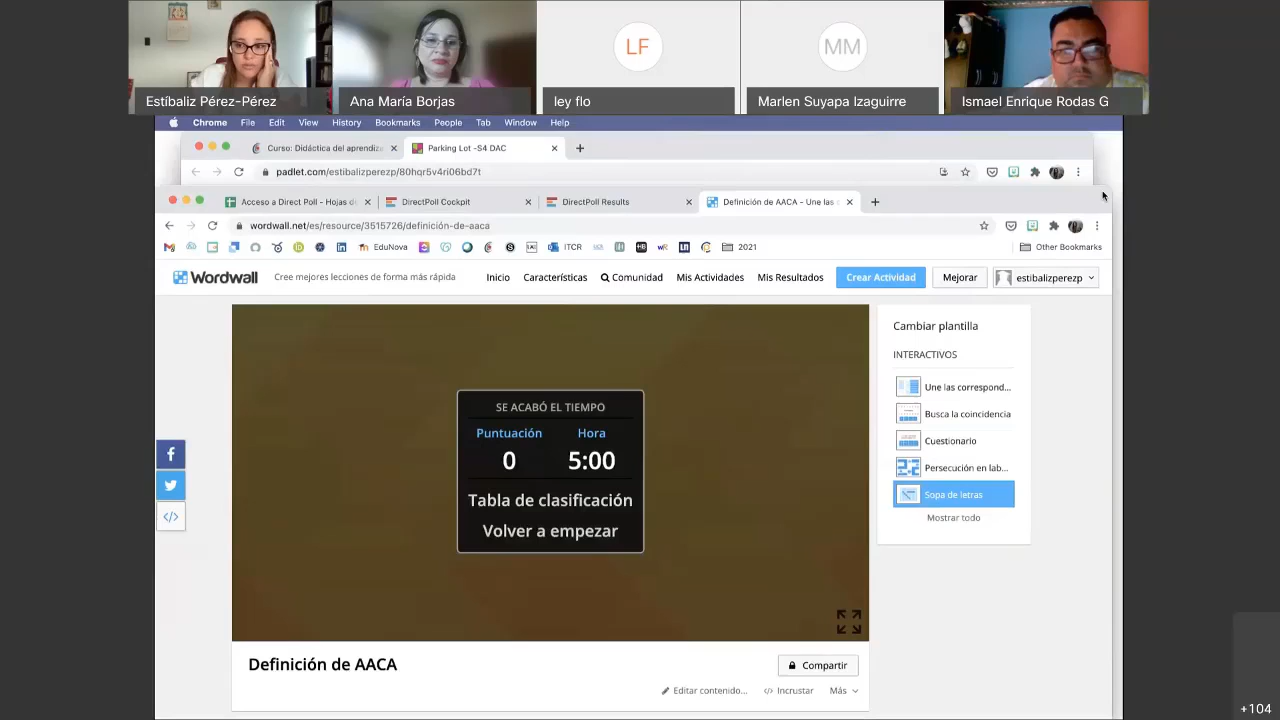 LF
MM
Estíbaliz Pérez-Pérez
Ana María Borjas
ley flo
Marlen Suyapa Izaguirre
Ismael Enrique Rodas G
Chrome File Edit View History Bookmarks People Tab Window Help
Curso: Didáctica del aprendiza
Parking Lot -S4 DAC
padlet.com/estibalizperezp/80hqr5v4ri06bd7t
Acceso a Direct Poll - Hojas de
DirectPoll Cockpit
DirectPoll Results
Definición de AACA - Une las c
wordwall.net/es/resource/3515726/definición-de-aaca
EduNova
ITCR
2021
Other Bookmarks
Wordwall
Cree mejores lecciones de forma más rápida
Inicio Características Comunidad Mis Actividades Mis Resultados
Crear Actividad
Mejorar
estibalizperezp
SE ACABÓ EL TIEMPO
Puntuación Hora
0 5:00
Tabla de clasificación
Volver a empezar
Cambiar plantilla
INTERACTIVOS
Une las correspond...
Busca la coincidencia
Cuestionario
Persecución en lab...
Sopa de letras
Mostrar todo
Definición de AACA
Compartir
Editar contenido... Incrustar Más
+104